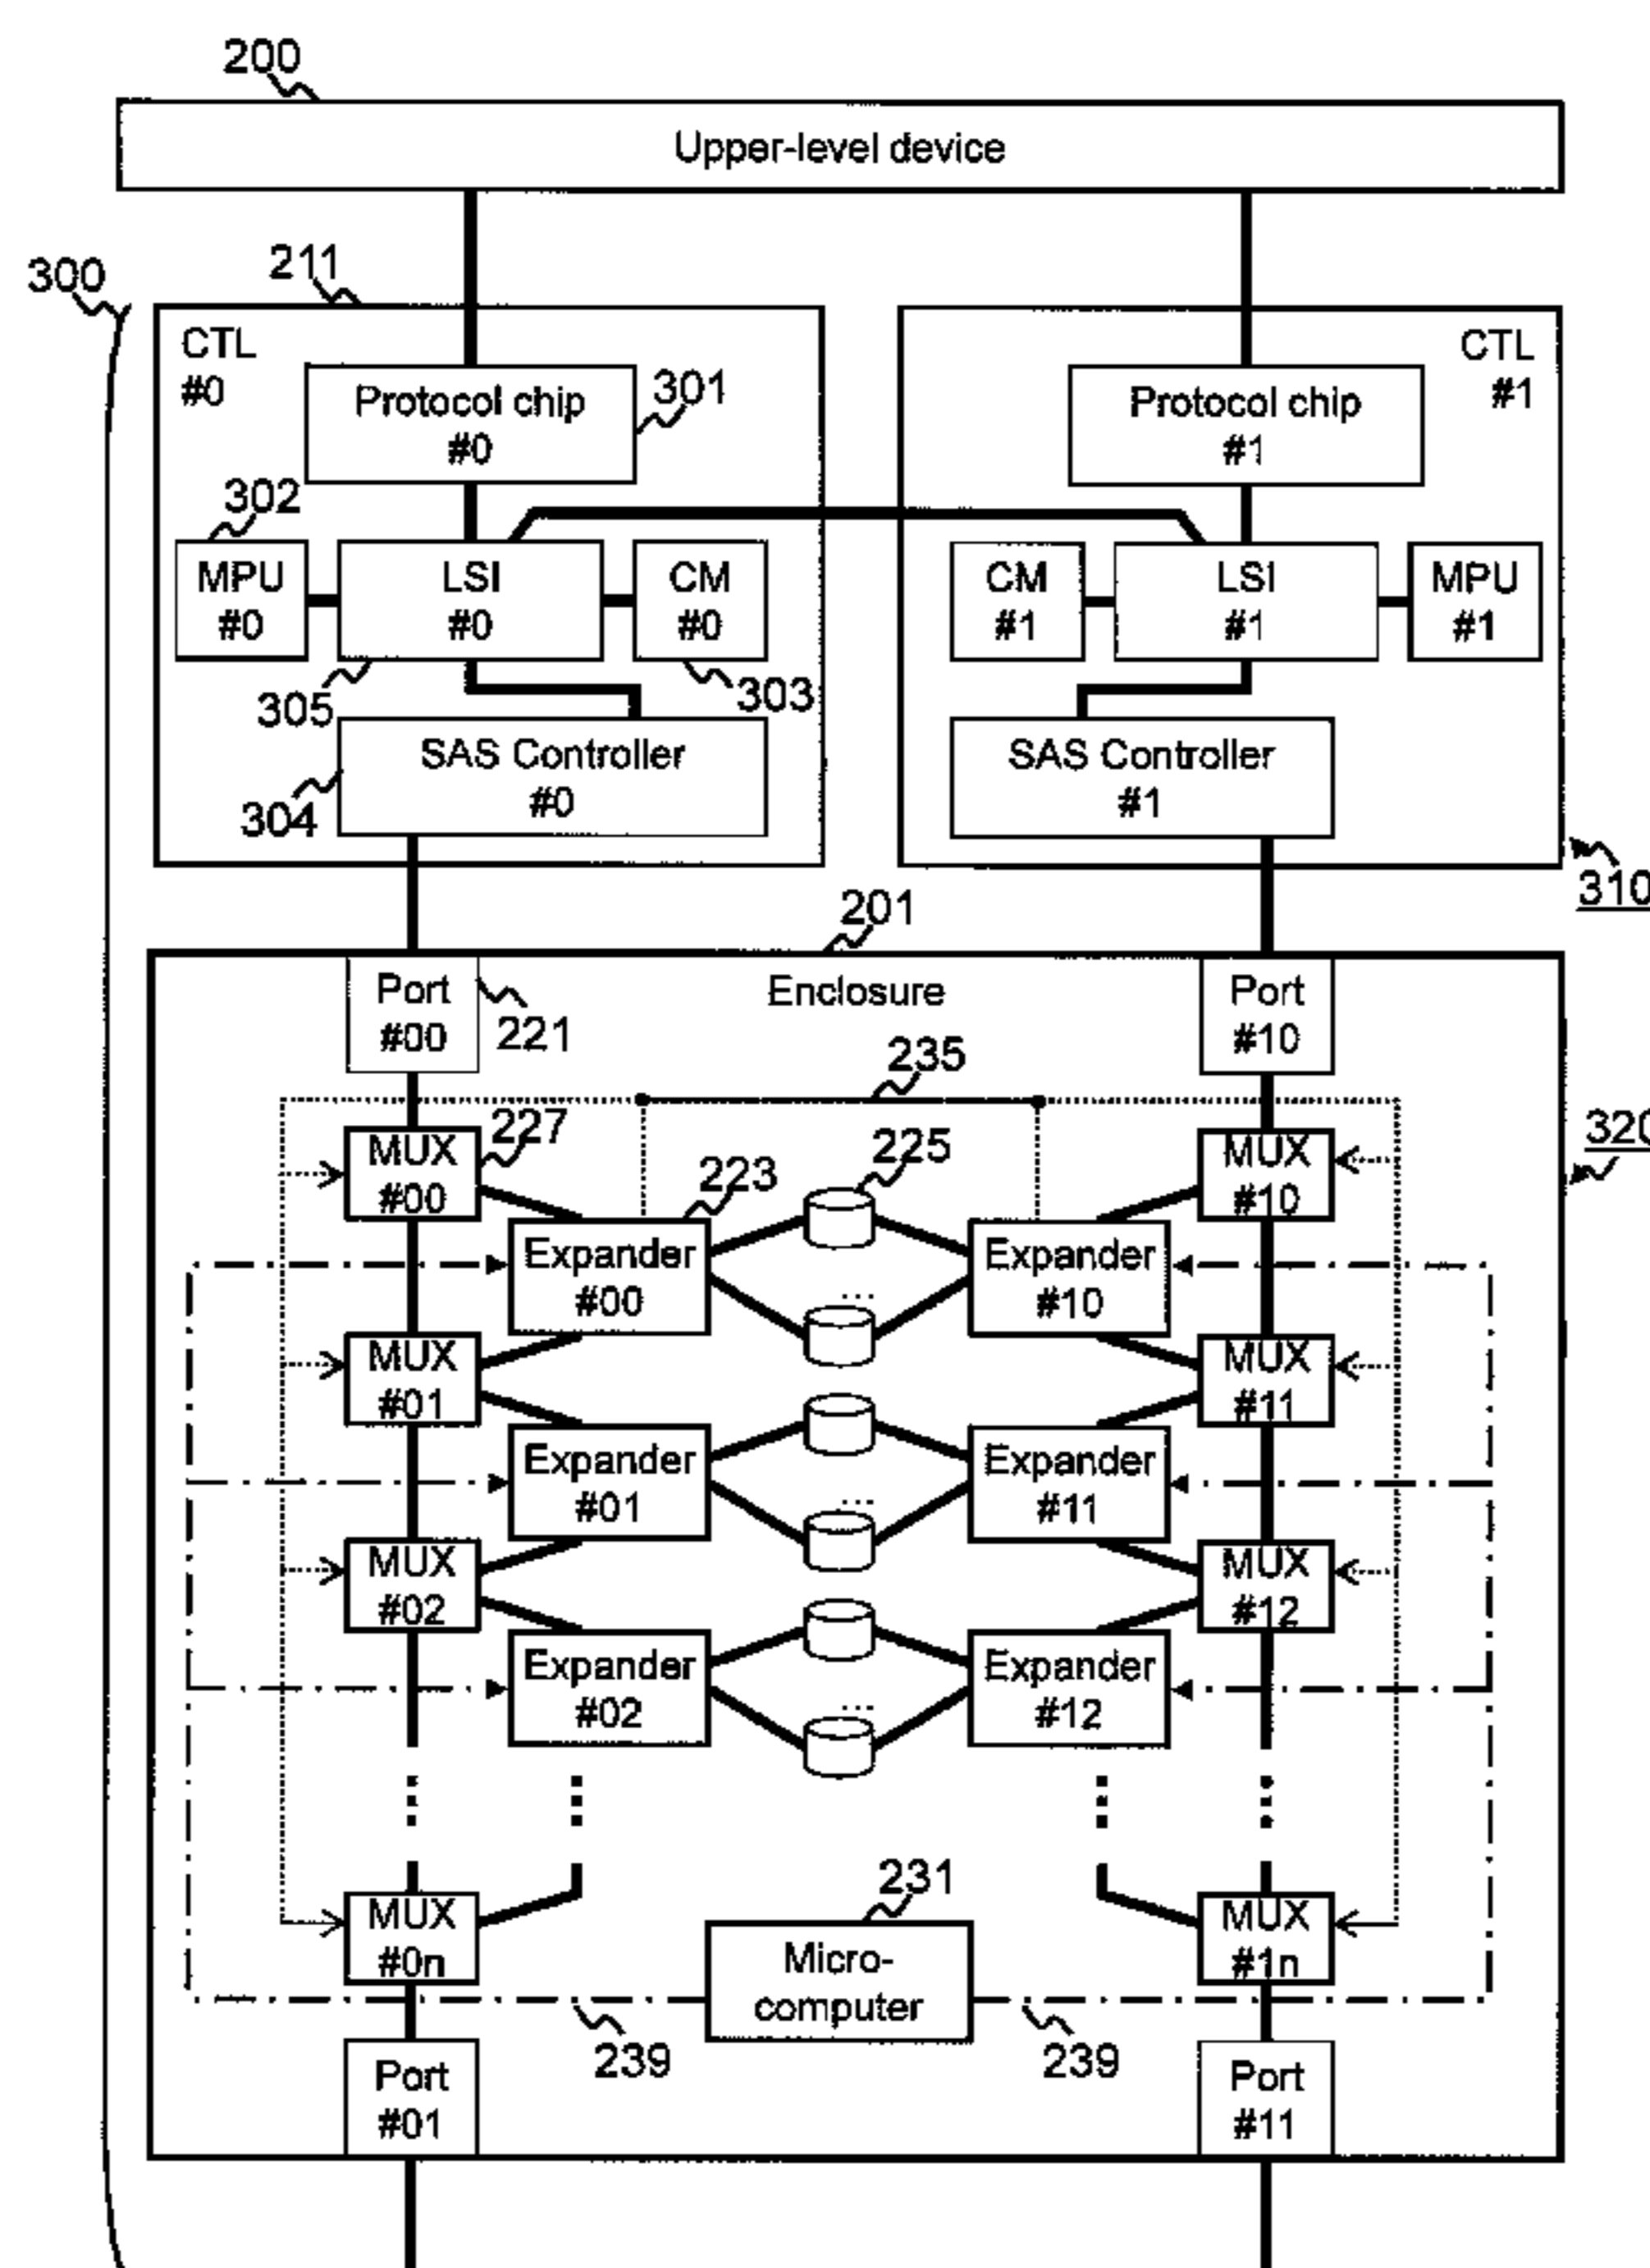 200
Upper-level device
300
211
CTL
#0
Protocol chip
#0
301
CTL
#1
Protocol chip
#1
302
MPU
#0
LSI
#0
CM
#0
CM
#1
LSI
#1
MPU
#1
305
303
SAS Controller
#0
304
SAS Controller
#1
310
201
Port
#00
221
Enclosure
Port
#10
235
MUX
#00
227
223
225
MUX
#10
320
Expander
#00
...
Expander
#10
MUX
#01
MUX
#11
Expander
#01
...
Expander
#11
MUX
#02
MUX
#12
Expander
#02
...
Expander
#12
231
MUX
#0n
Micro-
computer
MUX
#1n
239
239
Port
#01
Port
#11